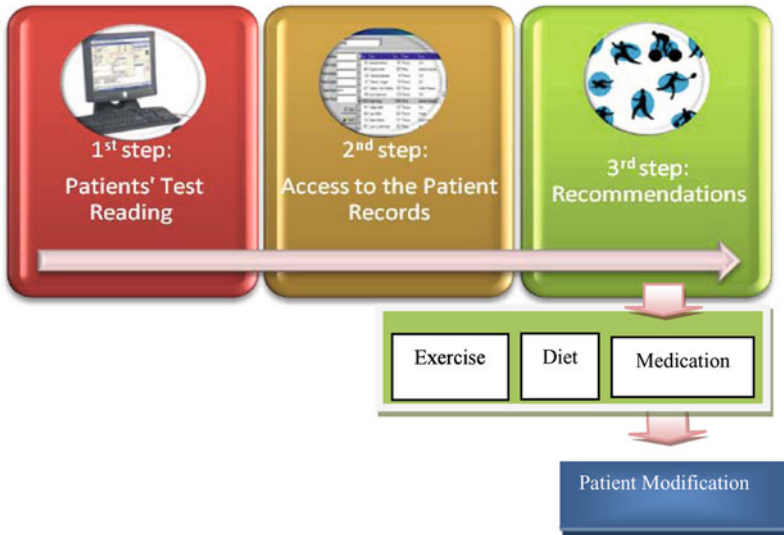 1st step:
Patients' Test
Reading
2nd step:
Access to the Patient
Records
3rd step:
Recommendations
Exercise
Diet
Medication
Patient Modification